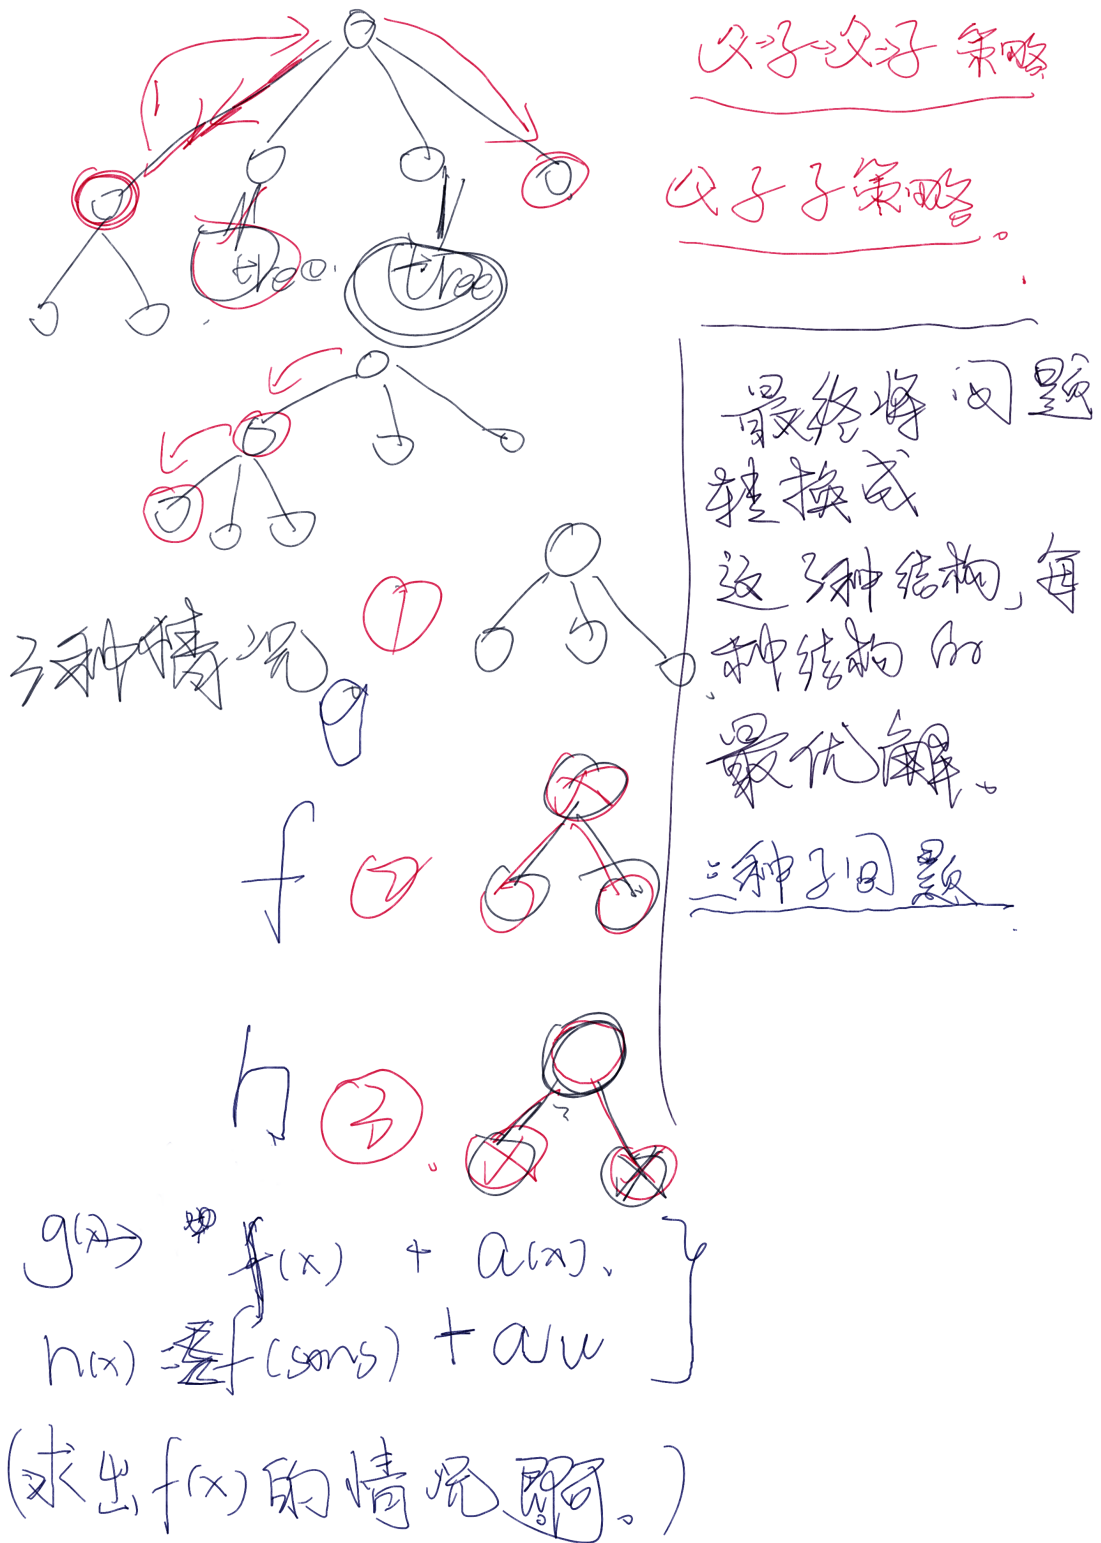 父→子→父→子 策略
父子子策略。
tree
tree
最终将问题
转换成
这3种结构,每
种结构的
最优解。
三种子问题
3种情况
①
g
f ②
h ③
g(x) → f(x) + a(x).
h(x) = f(sons) + a
(求出f(x)的情况即可。)